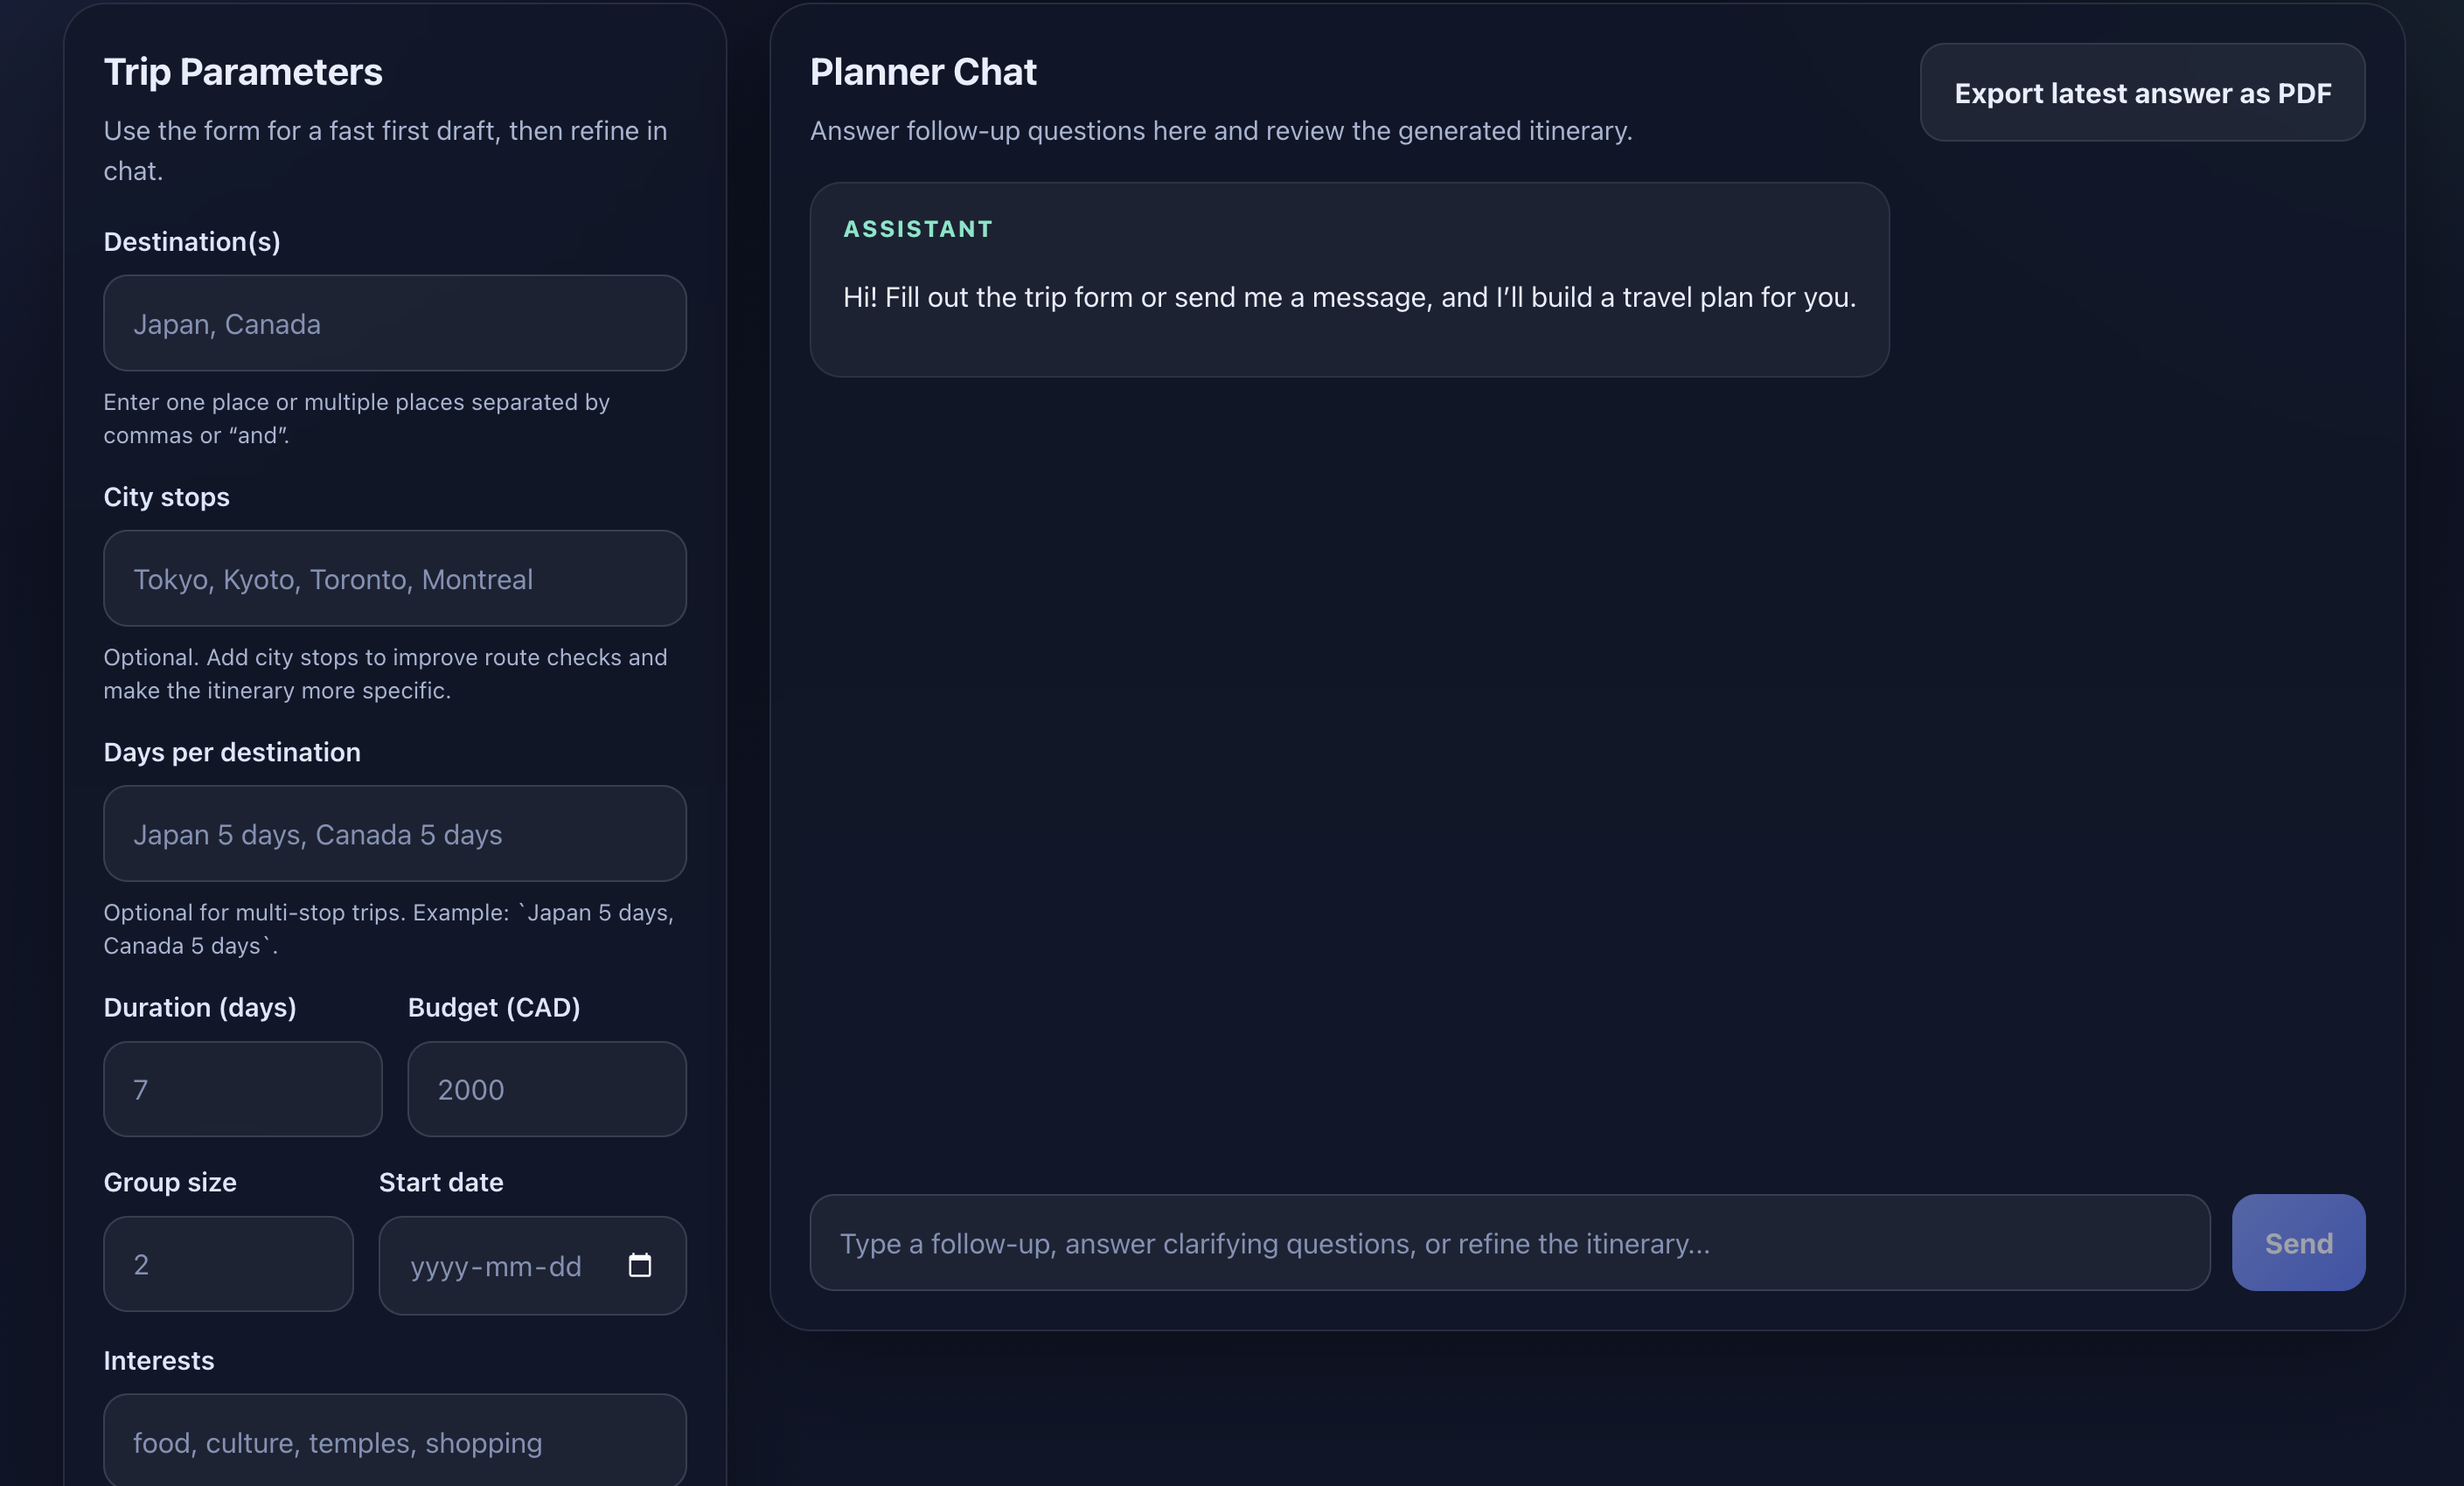 Trip Parameters
Use the form for a fast first draft, then refine in
chat.
Destination(s)
Japan, Canada
Enter one place or multiple places separated by
commas or “and”.
City stops
Tokyo, Kyoto, Toronto, Montreal
Optional. Add city stops to improve route checks and
make the itinerary more specific.
Days per destination
Japan 5 days, Canada 5 days
Optional for multi-stop trips. Example: `Japan 5 days,
Canada 5 days`.
Duration (days)
Budget (CAD)
7
2000
Group size
Start date
2
yyyy-mm-dd
Interests
food, culture, temples, shopping
Planner Chat
Answer follow-up questions here and review the generated itinerary.
Export latest answer as PDF
ASSISTANT
Hi! Fill out the trip form or send me a message, and I’ll build a travel plan for you.
Type a follow-up, answer clarifying questions, or refine the itinerary...
Send